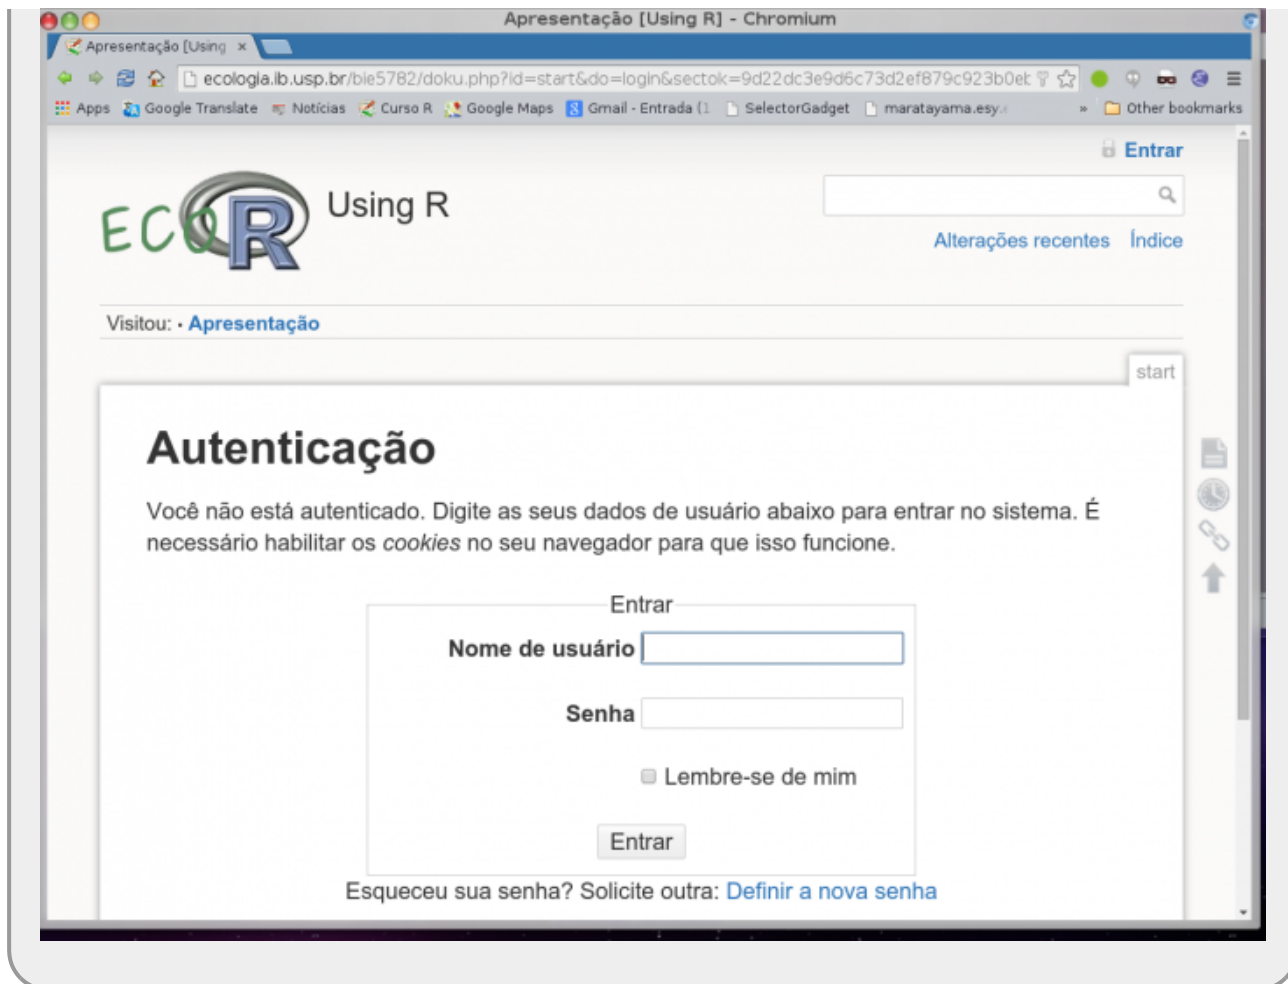 Apresentação [Using R] - Chromium
Apresentação [Using
ecologia.ib.usp.br/bie5782/doku.php?id=start&do=login&sectok=9d22dc3e9d6c73d2ef879c923b0eb
Apps Google Translate Notícias Curso R Google Maps Gmail - Entrada (1 SelectorGadget maratayama.esy. » Other bookmarks
Entrar
ECOR Using R
Alterações recentes Índice
Visitou: • Apresentação
start
Autenticação
Você não está autenticado. Digite as seus dados de usuário abaixo para entrar no sistema. É
necessário habilitar os cookies no seu navegador para que isso funcione.
Entrar
Nome de usuário
Senha
Lembre-se de mim
Entrar
Esqueceu sua senha? Solicite outra: Definir a nova senha